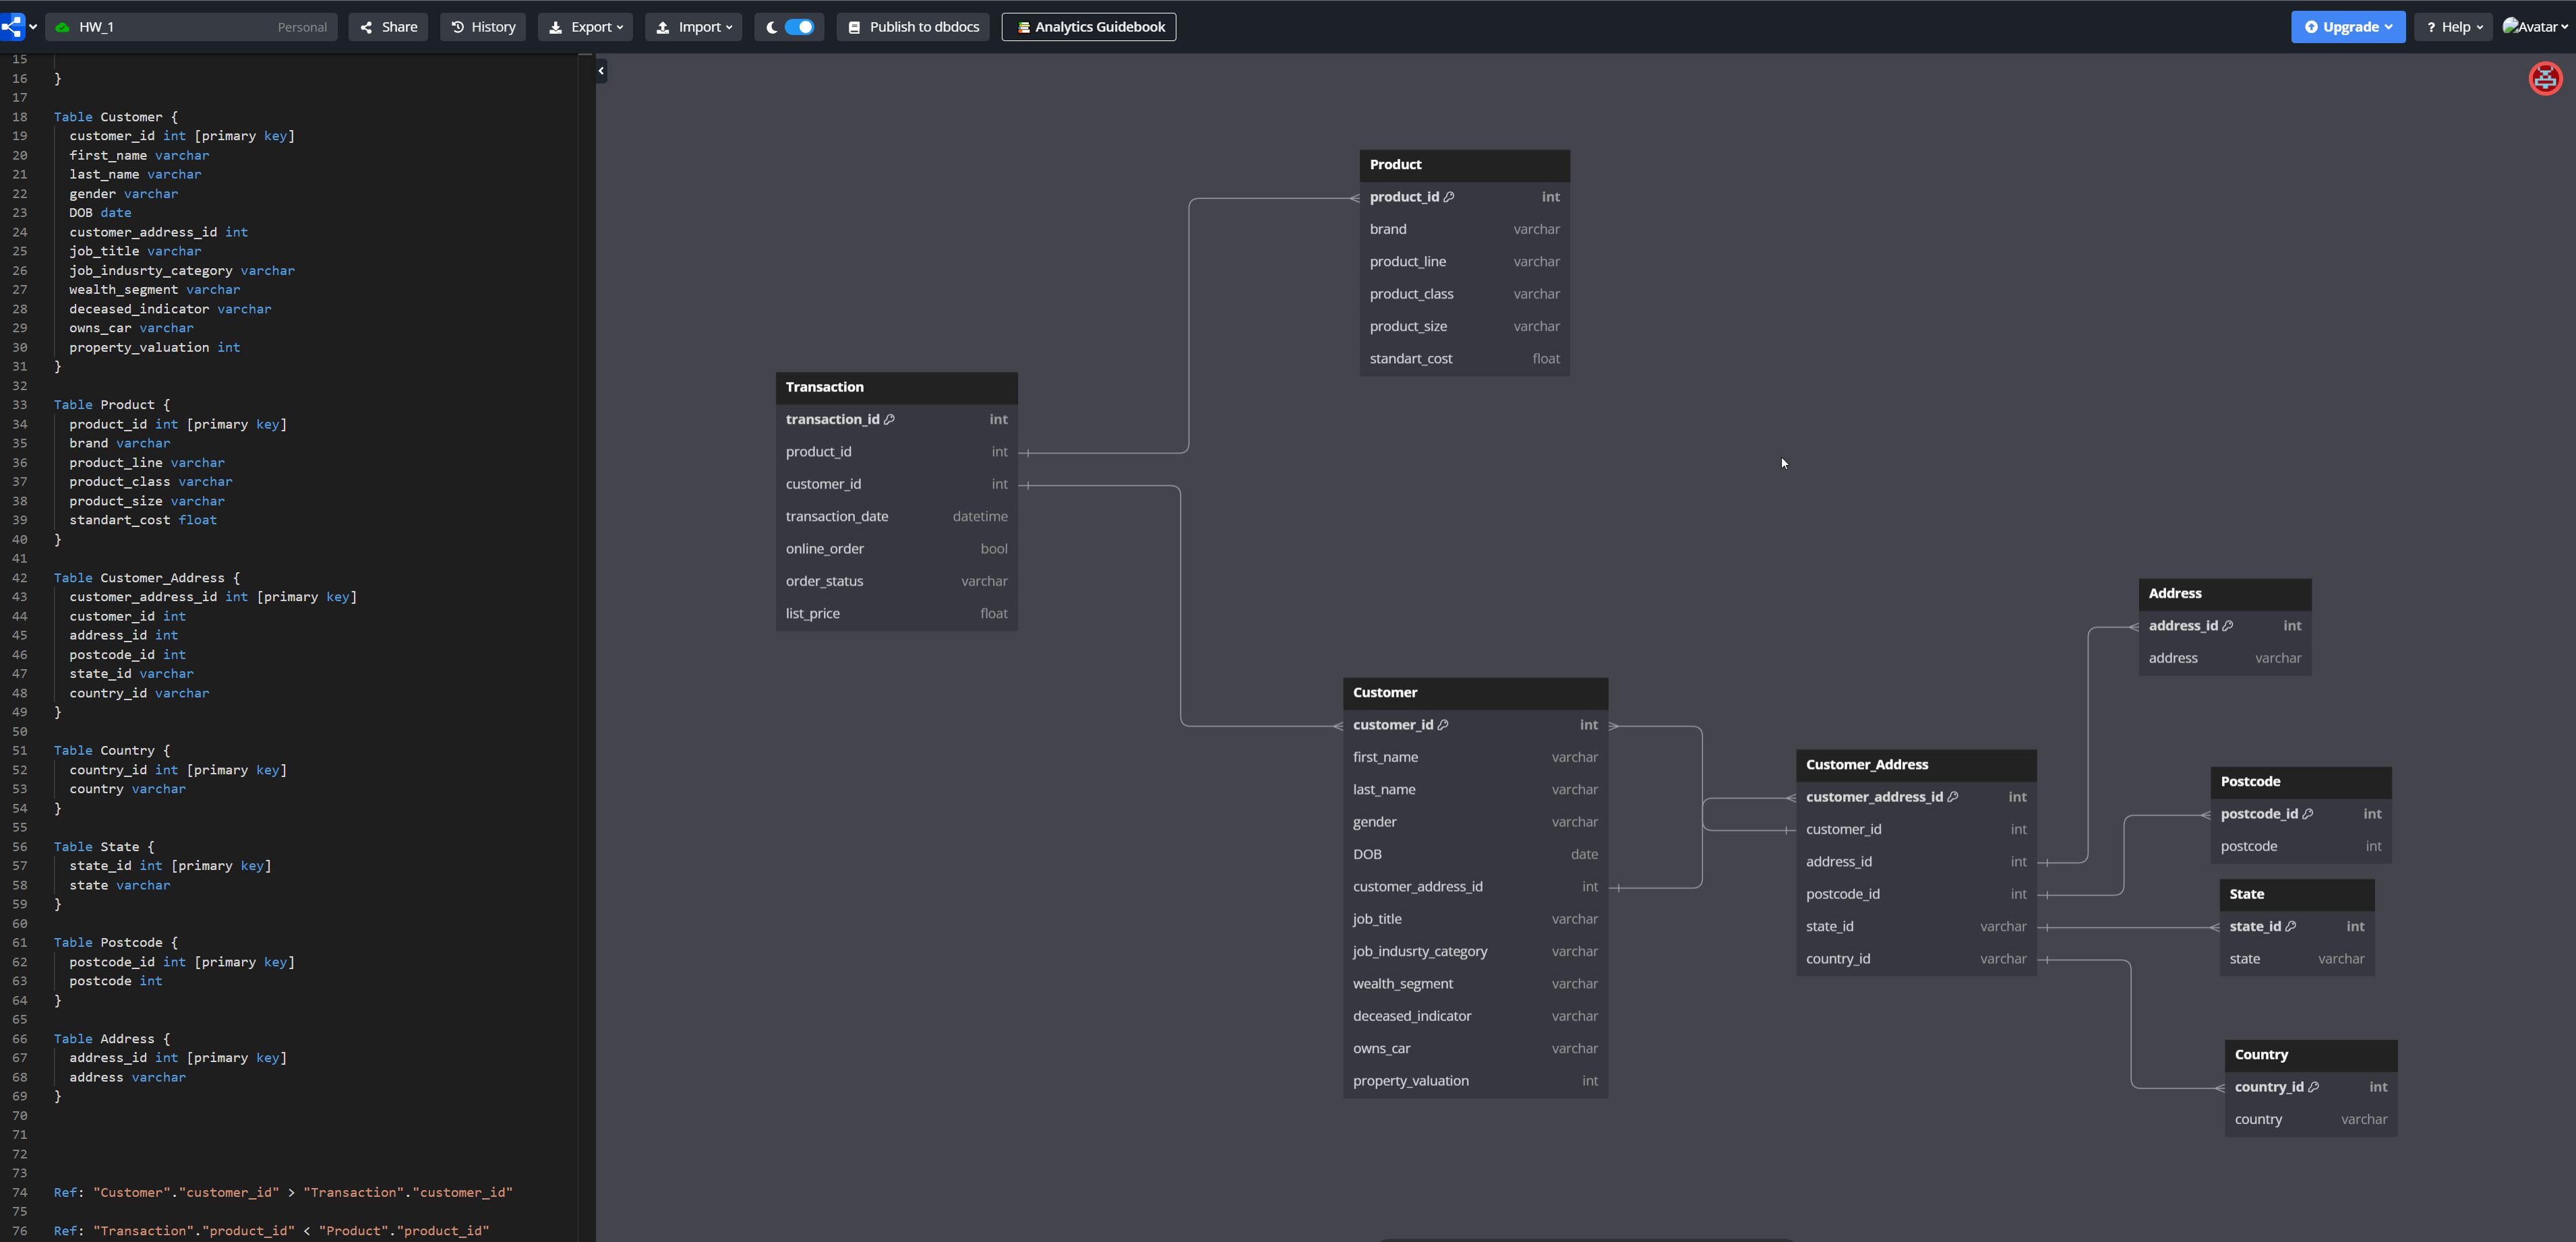 HW_1 Personal Share History Export Import Publish to dbdocs Analytics Guidebook Upgrade ? Help Avatar
15
16 }
17
18 Table Customer {
19 customer_id int [primary key]
20 first_name varchar
21 last_name varchar
22 gender varchar
23 DOB date
24 customer_address_id int
25 job_title varchar
26 job_indusrty_category varchar
27 wealth_segment varchar
28 deceased_indicator varchar
29 owns_car varchar
30 property_valuation int
31 }
32
33 Table Product {
34 product_id int [primary key]
35 brand varchar
36 product_line varchar
37 product_class varchar
38 product_size varchar
39 standart_cost float
40 }
41
42 Table Customer_Address {
43 customer_address_id int [primary key]
44 customer_id int
45 address_id int
46 postcode_id int
47 state_id varchar
48 country_id varchar
49 }
50
51 Table Country {
52 country_id int [primary key]
53 country varchar
54 }
55
56 Table State {
57 state_id int [primary key]
58 state varchar
59 }
60
61 Table Postcode {
62 postcode_id int [primary key]
63 postcode int
64 }
65
66 Table Address {
67 address_id int [primary key]
68 address varchar
69 }
70
71
72
73
74 Ref: "Customer"."customer_id" > "Transaction"."customer_id"
75
76 Ref: "Transaction"."product_id" < "Product"."product_id"
Product
product_id int
brand varchar
product_line varchar
product_class varchar
product_size varchar
standart_cost float
Transaction
transaction_id int
product_id int
customer_id int
transaction_date datetime
online_order bool
order_status varchar
list_price float
Customer
customer_id int
first_name varchar
last_name varchar
gender varchar
DOB date
customer_address_id int
job_title varchar
job_indusrty_category varchar
wealth_segment varchar
deceased_indicator varchar
owns_car varchar
property_valuation int
Customer_Address
customer_address_id int
customer_id int
address_id int
postcode_id int
state_id varchar
country_id varchar
Address
address_id int
address varchar
Postcode
postcode_id int
postcode int
State
state_id int
state varchar
Country
country_id int
country varchar